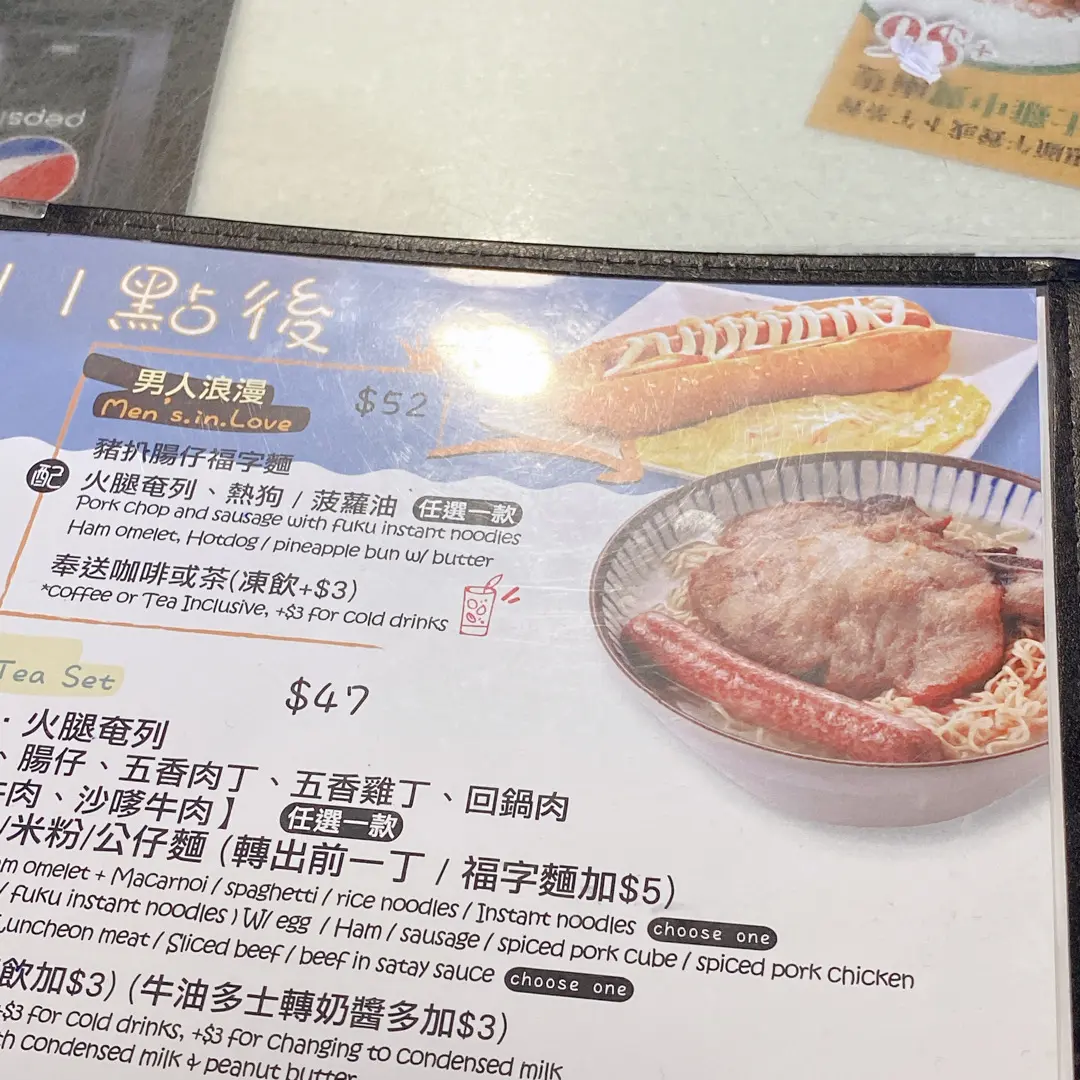 pepsi
9$+
11點後
男人浪漫
Men s.in.Love
$52
豬扒腸仔福字麵
配 火腿奄列、熱狗 / 菠蘿油 任選一款
Pork chop and sausage with fuku instant noodles
Ham omelet, Hotdog / pineapple bun w/ butter
奉送咖啡或茶(凍飲+$3)
*coffee or Tea Inclusive, +$3 for cold drinks
Tea Set
$47
· 火腿奄列
、腸仔、五香肉丁、五香雞丁、回鍋肉
牛肉、沙嗲牛肉】 任選一款
/米粉/公仔麵 (轉出前一丁 / 福字麵加$5)
am omelet + Macarnoi / spaghetti / rice noodles / Instant noodles choose one
/ fuku instant noodles ) W/ egg / Ham / sausage / spiced pork cube / spiced pork chicken
Luncheon meat / Sliced beef / beef in satay sauce choose one
飲加$3) (牛油多士轉奶醬多加$3)
+$3 for cold drinks, +$3 for changing to condensed milk
th condensed milk & peanut butter